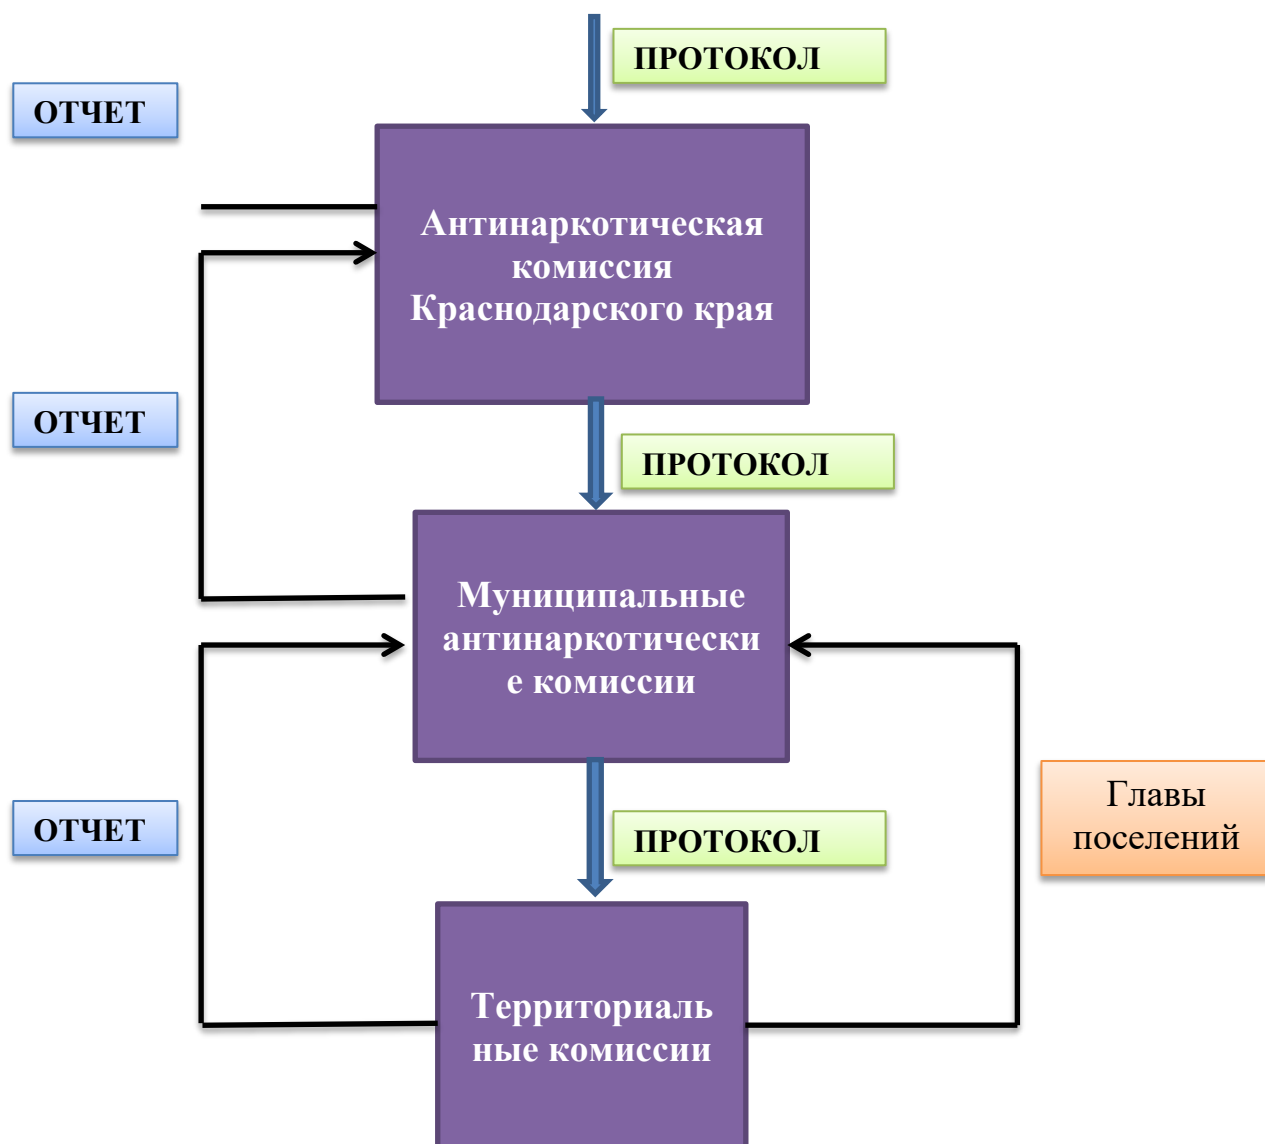 ПРОТОКОЛ
ОТЧЕТ
Антинаркотическая
комиссия
Краснодарского края
ОТЧЕТ
ПРОТОКОЛ
Муниципальные
антинаркотически
е комиссии
Главы
поселений
ОТЧЕТ
ПРОТОКОЛ
Территориаль
ные комиссии